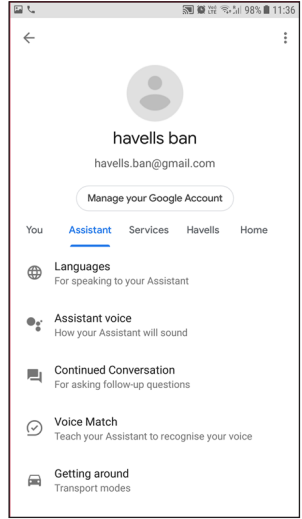 VoI) LTE 98% 11:36
havells ban
havells.ban@gmail.com
Manage your Google Account
You Assistant Services Havells Home
Languages
For speaking to your Assistant
Assistant voice
How your Assistant will sound
Continued Conversation
For asking follow-up questions
Voice Match
Teach your Assistant to recognise your voice
Getting around
Transport modes